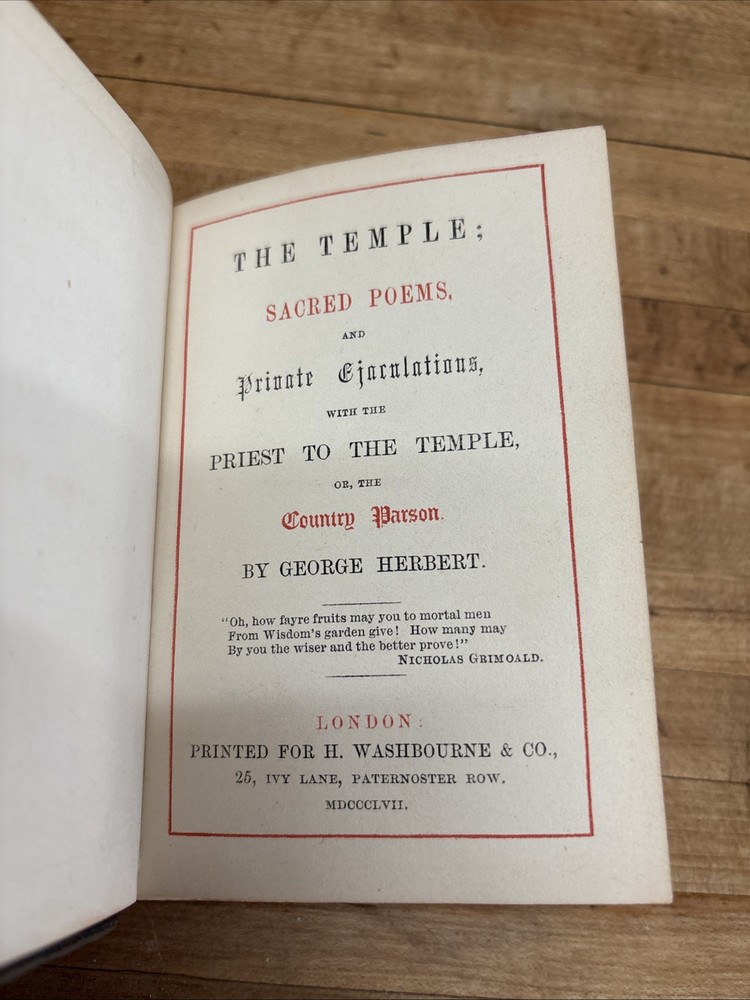 THE TEMPLE;
SACRED POEMS,
AND
Private Ejaculations,
WITH THE
PRIEST TO THE TEMPLE,
OR, THE
Country Parson.
BY GEORGE HERBERT.
"Oh, how fayre fruits may you to mortal men
From Wisdom's garden give! How many may
By you the wiser and the better prove!"
NICHOLAS GRIMOALD.
LONDON:
PRINTED FOR H. WASHBOURNE & CO.,
25, IVY LANE, PATERNOSTER ROW.
MDCCCLVII.